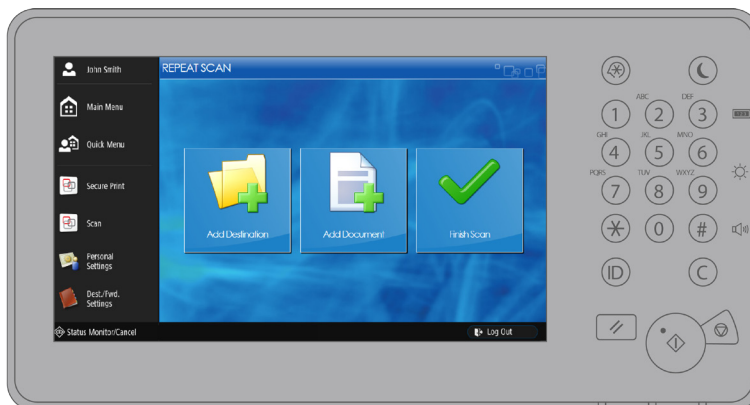 John Smith
REPEAT SCAN
Main Menu
Quick Menu
Secure Print
Scan
Personal
Settings
Dest./Fwd.
Settings
Add Destination
Add Document
Finish Scan
Status Monitor/Cancel
Log Out
ABC
DEF
1
2
3
GHI
JKL
MNO
4
5
6
PQRS
TUV
WXYZ
7
8
9
0
#
ID
C